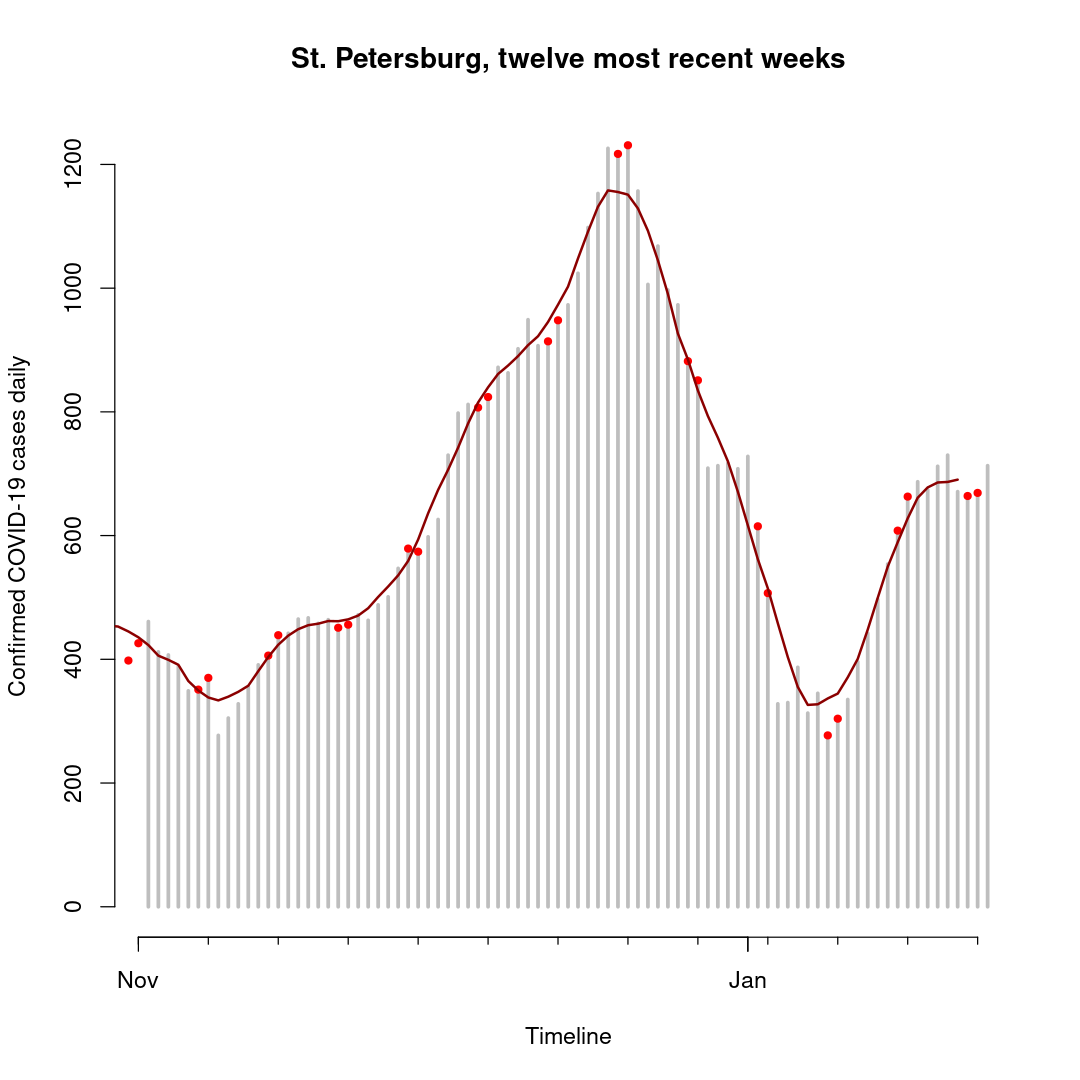 St. Petersburg, twelve most recent weeks
1200
1000
800
600
400
200
0
Confirmed COVID-19 cases daily
Nov
Jan
Timeline